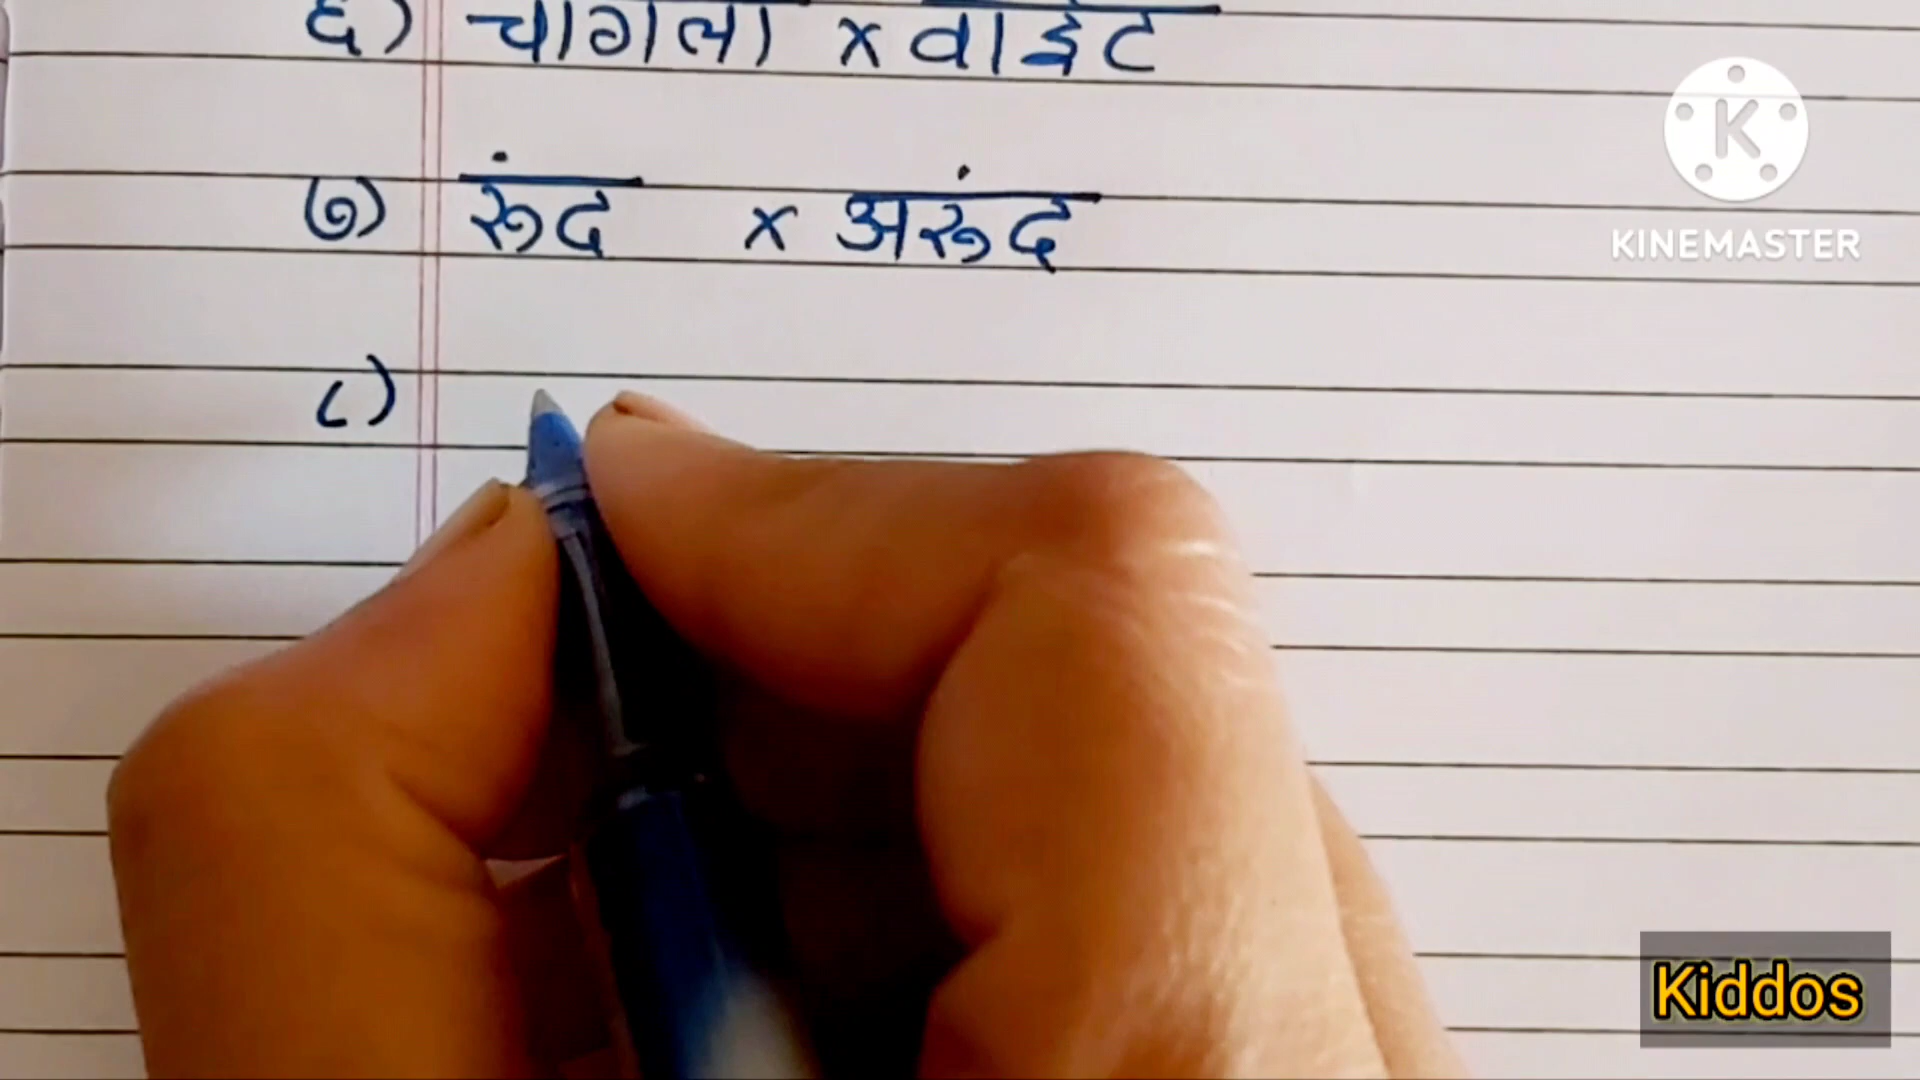 ६) चांगला x वाईट
७) रुंद x अरुंद
८)
KINEMASTER
Kiddos